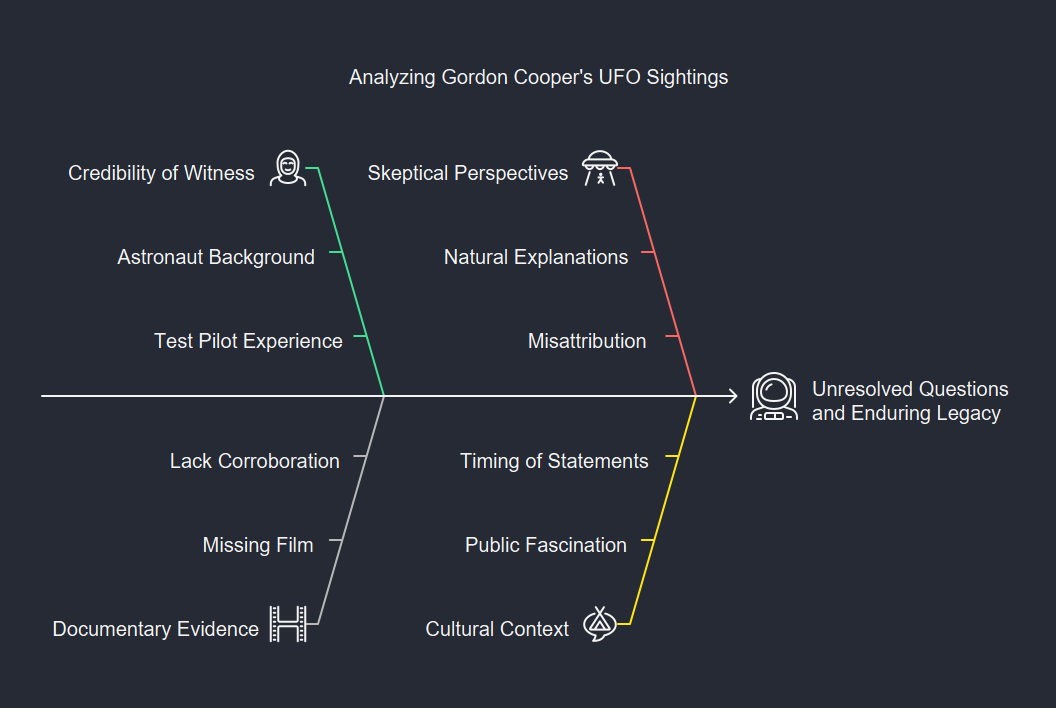 Analyzing Gordon Cooper's UFO Sightings
Credibility of Witness
Astronaut Background
Test Pilot Experience
Skeptical Perspectives
Natural Explanations
Misattribution
Unresolved Questions
and Enduring Legacy
Lack Corroboration
Missing Film
Documentary Evidence
Timing of Statements
Public Fascination
Cultural Context